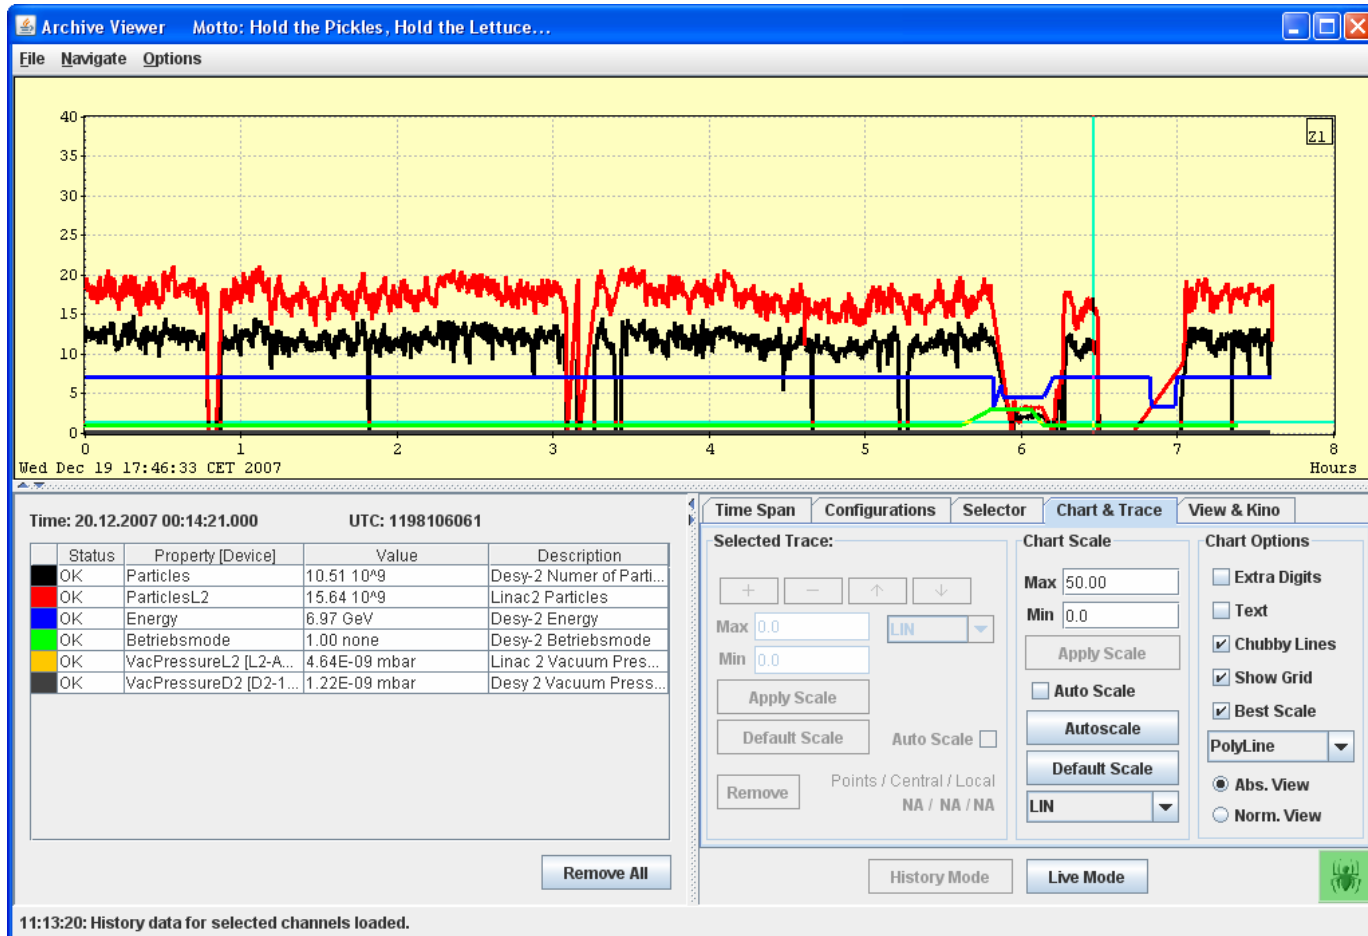 Archive Viewer Motto: Hold the Pickles, Hold the Lettuce...
File Navigate Options
40
35
30
25
20
15
10
5
0
Z1
0 1 2 3 4 5 6 7 8
Wed Dec 19 17:46:33 CET 2007 Hours
Time: 20.12.2007 00:14:21.000 UTC: 1198106061
Status Property [Device] Value Description
OK Particles 10.51 10^9 Desy-2 Numer of Parti...
OK ParticlesL2 15.64 10^9 Linac2 Particles
OK Energy 6.97 GeV Desy-2 Energy
OK Betriebsmode 1.00 none Desy-2 Betriebsmode
OK VacPressureL2 [L2-A... 4.64E-09 mbar Linac 2 Vacuum Pres...
OK VacPressureD2 [D2-1... 1.22E-09 mbar Desy 2 Vacuum Press...
Remove All
Time Span Configurations Selector Chart & Trace View & Kino
Selected Trace:
+ − ↑ ↓
Max 0.0 LIN
Min 0.0
Apply Scale
Default Scale Auto Scale
Remove Points / Central / Local
NA / NA / NA
Chart Scale
Max 50.00
Min 0.0
Apply Scale
Auto Scale
Autoscale
Default Scale
LIN
Chart Options
Extra Digits
Text
Chubby Lines
Show Grid
Best Scale
PolyLine
Abs. View
Norm. View
History Mode Live Mode
11:13:20: History data for selected channels loaded.